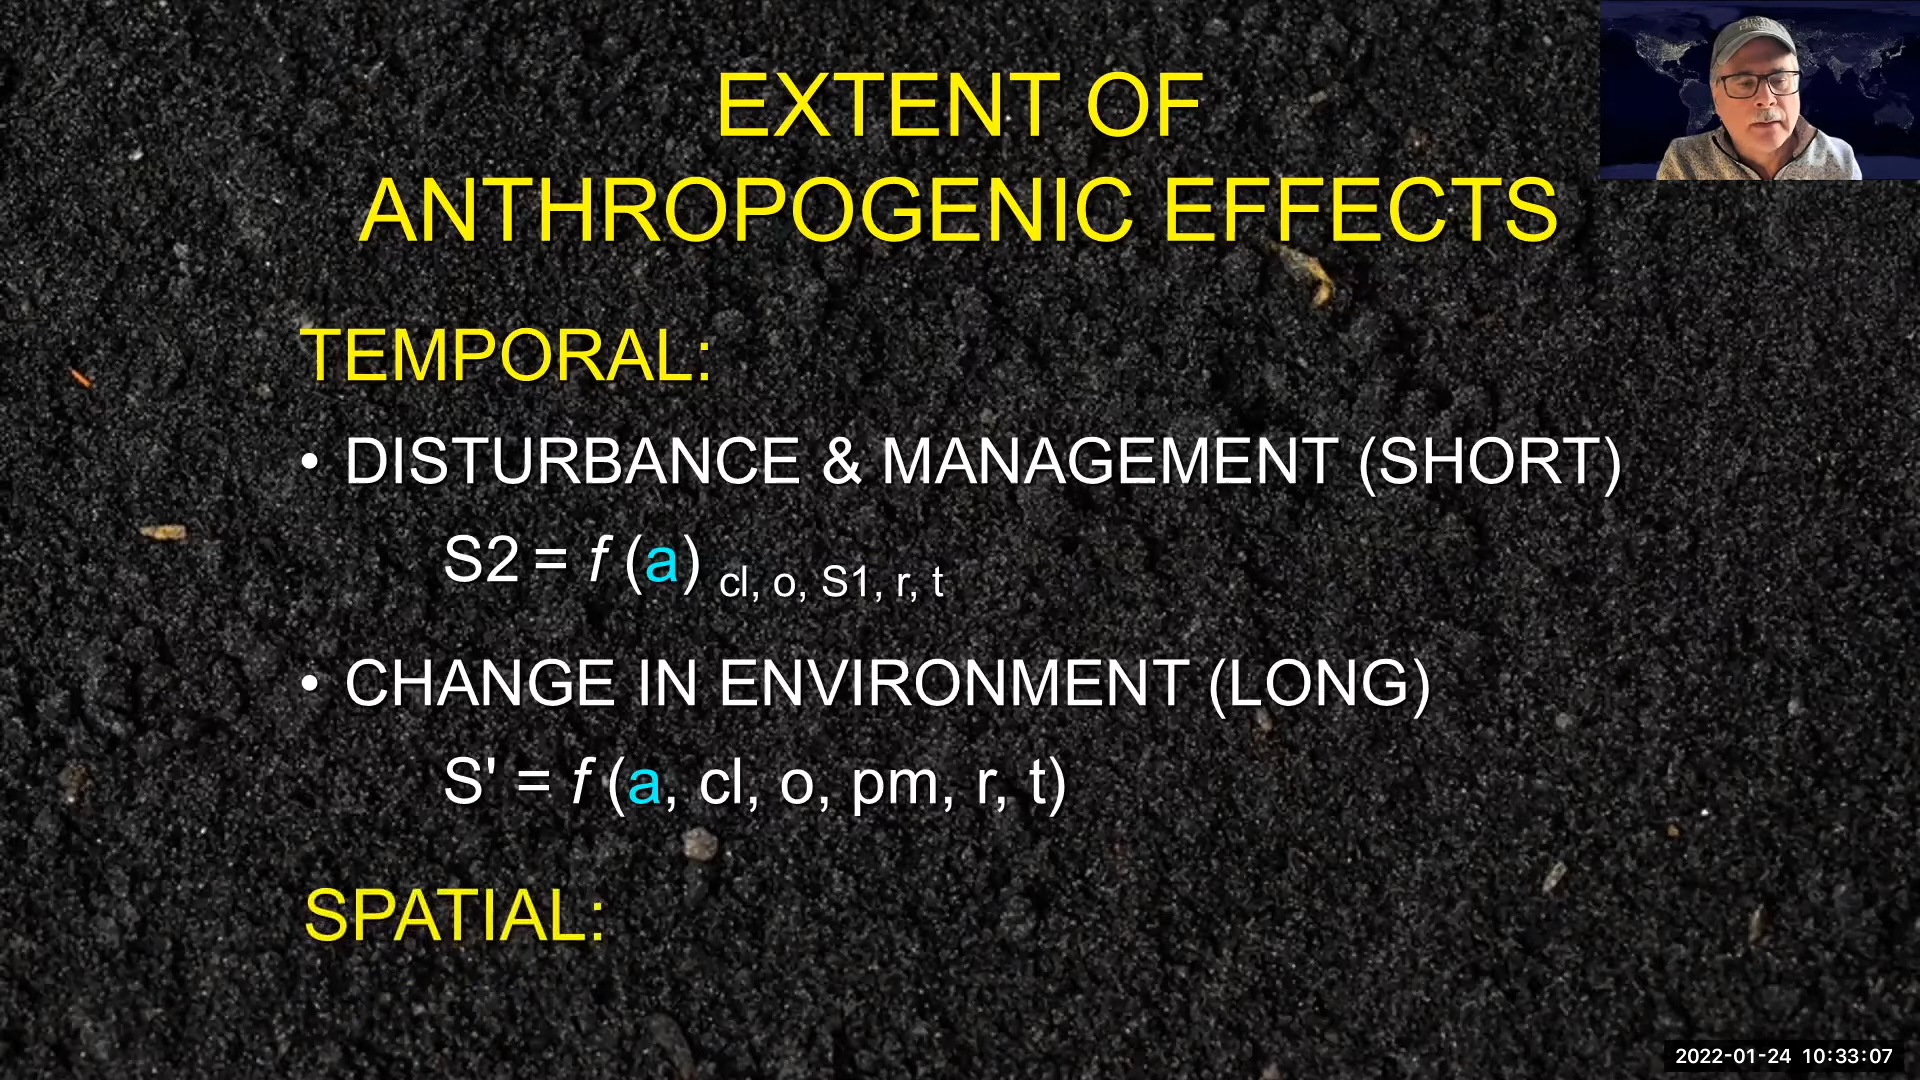 EXTENT OF
ANTHROPOGENIC EFFECTS
TEMPORAL:
• DISTURBANCE & MANAGEMENT (SHORT)
S2 = f (a) cl, o, S1, r, t
• CHANGE IN ENVIRONMENT (LONG)
S' = f (a, cl, o, pm, r, t)
SPATIAL:
2022-01-24 10:33:07